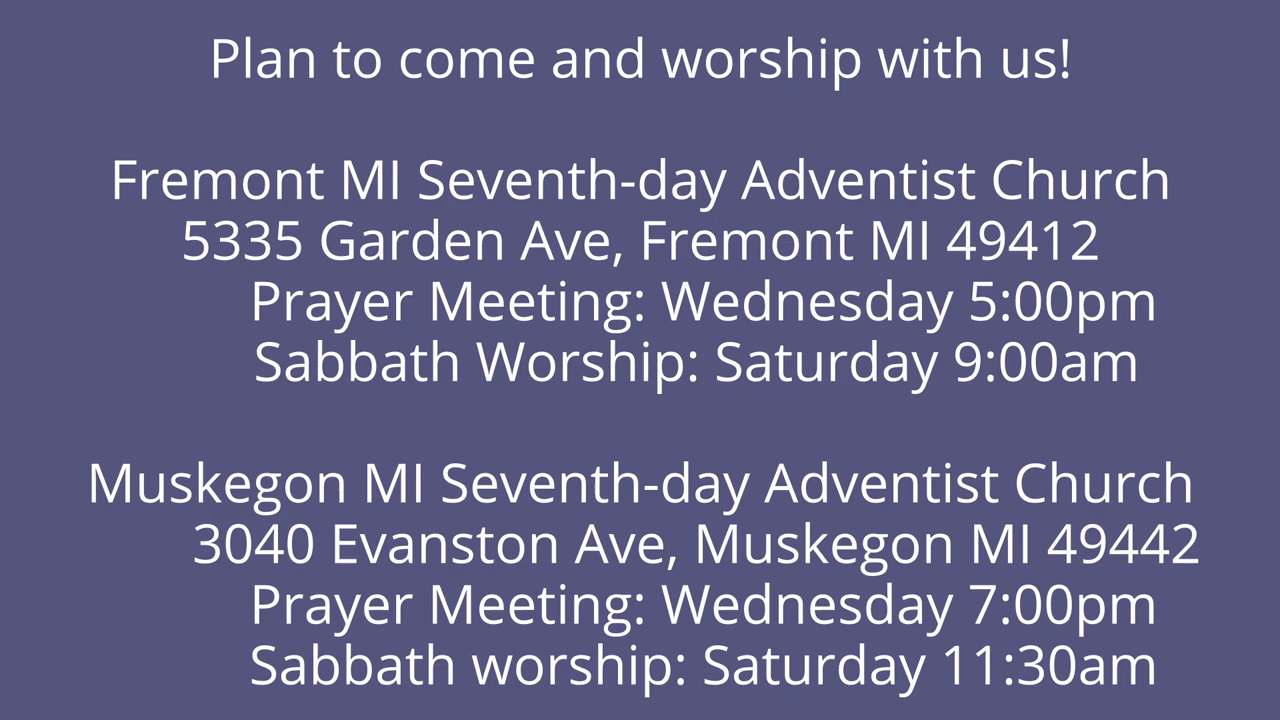 Plan to come and worship with us!
Fremont MI Seventh-day Adventist Church
5335 Garden Ave, Fremont MI 49412
Prayer Meeting: Wednesday 5:00pm
Sabbath Worship: Saturday 9:00am
Muskegon MI Seventh-day Adventist Church
3040 Evanston Ave, Muskegon MI 49442
Prayer Meeting: Wednesday 7:00pm
Sabbath worship: Saturday 11:30am